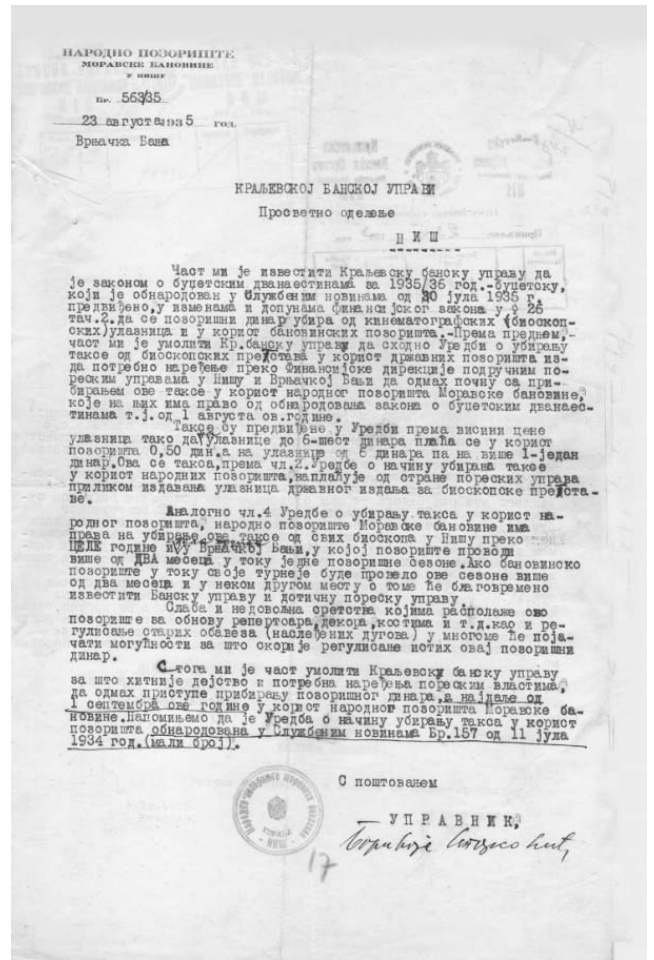 НАРОДНО ПОЗОРИШТЕ
МОРАВСКЕ БАНОВИНЕ
У НИШУ
Бр. 563/35
23 августа 1935 год.
Врњачка Бања
КРАЉЕВСКОЈ БАНСКОЈ УПРАВИ
Просветно оделење
НИШ
Част ми је известити Краљевску банску управу да
је законом о буџетским дванаестинама за 1935/36 год.-буџетску,
који је обнародован у Службеним новинама од 30 јула 1935 г.
предвиђено,у изменама и допунама финансијског закона у § 26
тач.2.да се позоришни динар убира од кинематографских (биоскоп-
ских)улазница и у корист бановинских позоришта.-Према предњем,
част ми је умолити Кр.банску управу да сходно Уредби о убирању
таксе од биоскопских претстава у корист државних позоришта из-
да потребно наређење преко Финансијске дирекције подручним по-
реским управама у Нишу и Врњачкој Бањи да одмах почну са при-
бирањем ове таксе у корист народног позоришта Моравске бановине,
које на њих има право од обнародовања закона о буџетским дванаес-
тинама т.ј.од 1 августа ов.године.
Таксе су предвиђене у Уредби према висини цене
улазница тако да улазнице до 6-шест динара плаћа се у корист
позоришта 0,50 дин.а на улазнице од 6 динара па на више 1-један
динар.Ова се такса,према чл.2.Уредбе о начину убирања таксе
у корист народних позоришта,наплаћује од стране пореских управа
приликом издавања улазница државног издања за биоскопске претста-
ве.
Аналогно чл.4 Уредбе о убирању такса у корист на-
родног позоришта, народно позориште Моравске бановине има
права на убирање ове таксе од свих биоскопа у Нишу преко
ЦЕЛЕ године и у Врњачкој Бањи,у којој позориште проводи
више од ДВА месеца у току једне позоришне сезоне.Ако бановинско
позориште у току своје турнеје буде провело ове сезоне више
од два месеца и у неком другом месту о томе ће благовремено
известити Банску управу и дотичну пореску управу.
Слаба и недовољна сретства којима располаже ово
позориште за обнову репертоара,декора,костима и т.д.као и ре-
гулисање старих обавеза (наслеђених дугова) у многоме ће поја-
чати могућности за што скорије регулисање истих овај позоришни
динар.
Стога ми је част умолити Краљевску банску управу
за што хитније дејство и потребна наређења пореским властима,
да одмах приступе прибирању позоришног динара,а најдаље од
1 септембра ове године у корист народног позоришта Моравске ба-
новине.Напомињемо да је Уредба о начину убирању такса у корист
позоришта обнародована у Службеним новинама Бр.157 од 11 јула
1934 год.(мали број).
С поштовањем
УПРАВНИК,
17